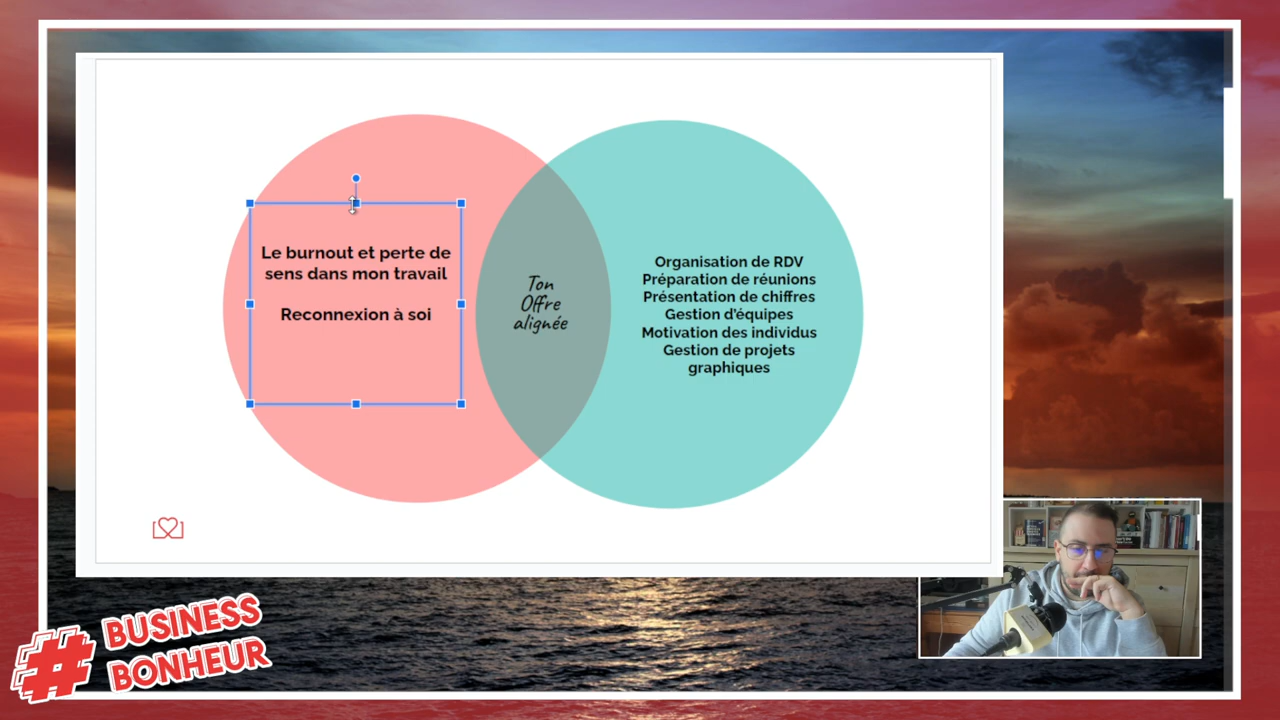 Le burnout et perte de
sens dans mon travail
Reconnexion à soi
Ton
Offre
alignée
Organisation de RDV
Préparation de réunions
Présentation de chiffres
Gestion d'équipes
Motivation des individus
Gestion de projets
graphiques
# BUSINESS
BONHEUR